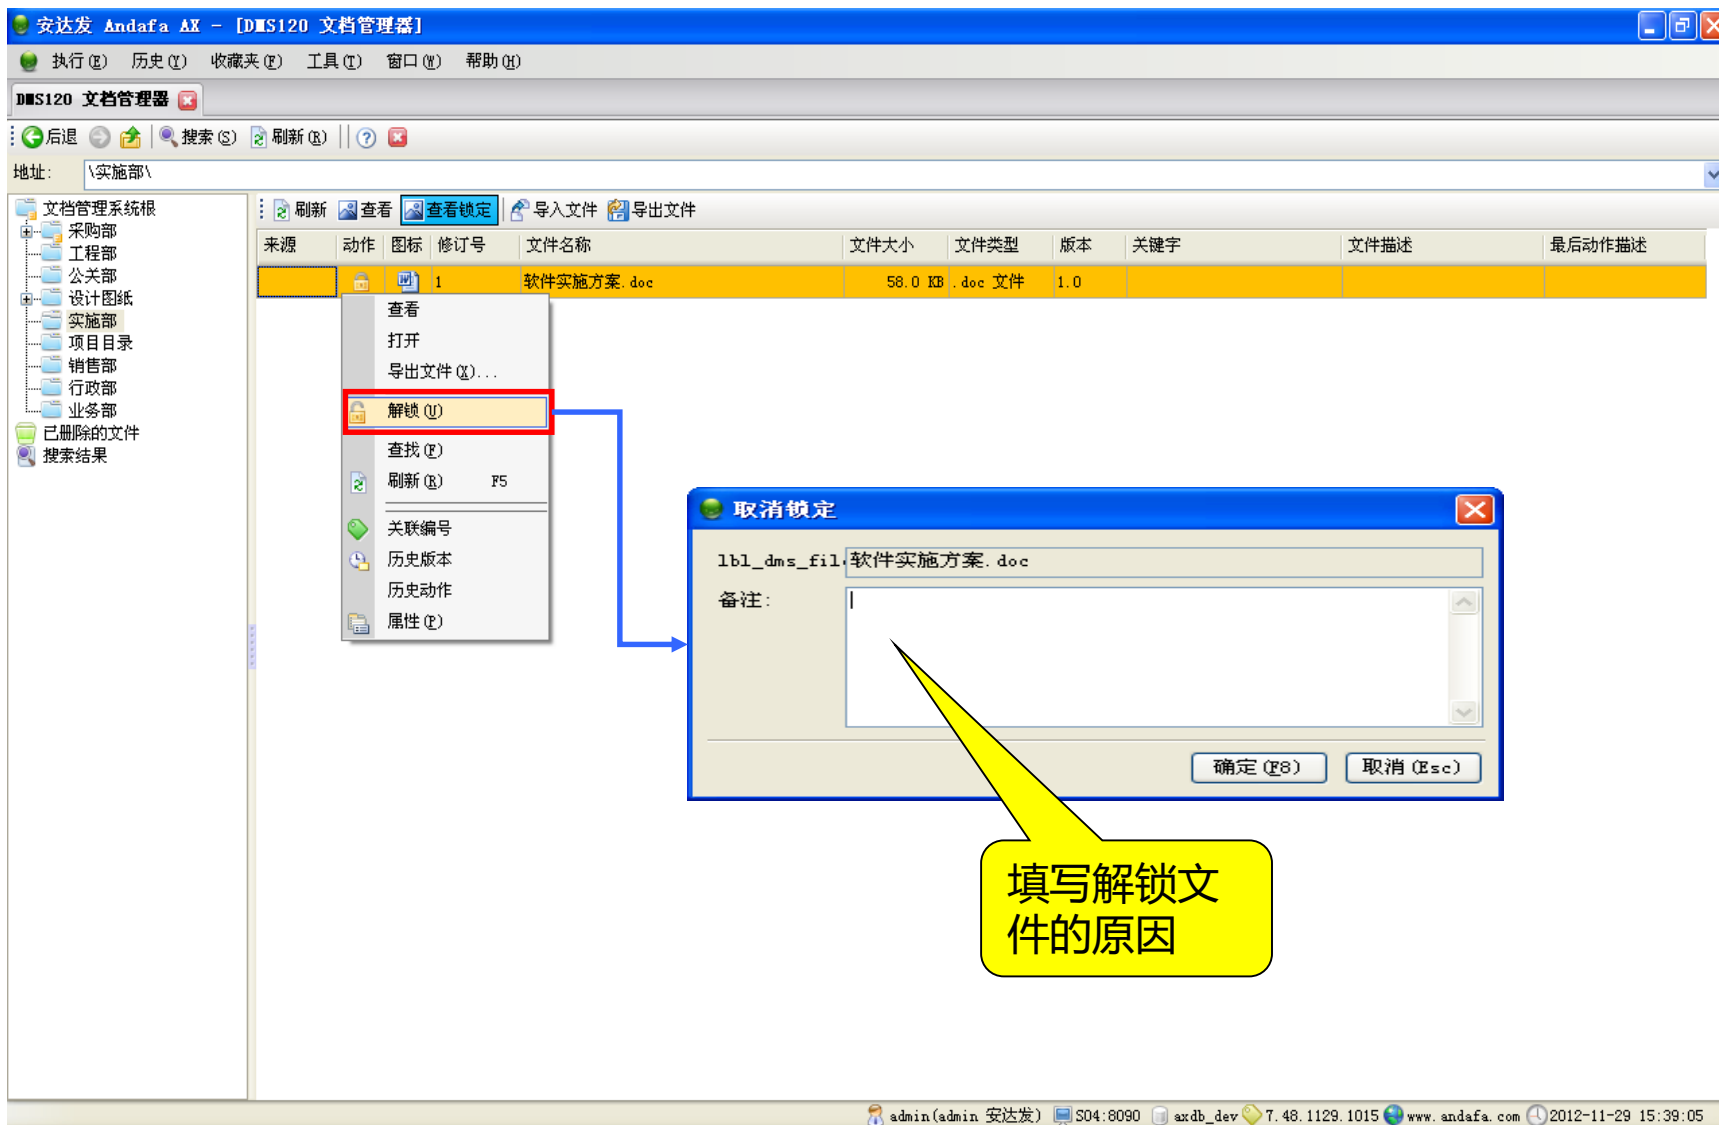 安达发 Andafa AX - [DMS120 文档管理器]
执行(E) 历史(Y) 收藏夹(F) 工具(T) 窗口(W) 帮助(H)
DMS120 文档管理器
后退 搜索(S) 刷新(R)
地址: \实施部\
文档管理系统根
采购部
工程部
公关部
设计图纸
实施部
项目目录
销售部
行政部
业务部
已删除的文件
搜索结果
刷新 查看 查看锁定 导入文件 导出文件
来源 动作 图标 修订号 文件名称 文件大小 文件类型 版本 关键字 文件描述 最后动作描述
1 软件实施方案.doc 58.0 KB .doc 文件 1.0
查看
打开
导出文件(X)...
解锁(U)
查找(F)
刷新(R) F5
关联编号
历史版本
历史动作
属性(P)
取消锁定
lbl_dms_fil 软件实施方案.doc
备注:
确定(F8) 取消(Esc)
填写解锁文
件的原因
admin(admin 安达发) S04:8090 axdb_dev 7.48.1129.1015 www.andafa.com 2012-11-29 15:39:05